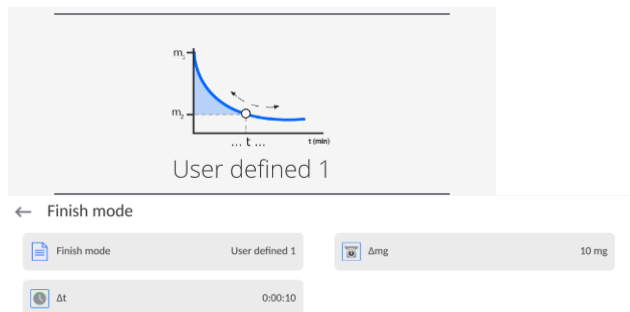 m₁
m₂
... t ...
t (min)
User defined 1
← Finish mode
Finish mode User defined 1
Δmg 10 mg
Δt 0:00:10